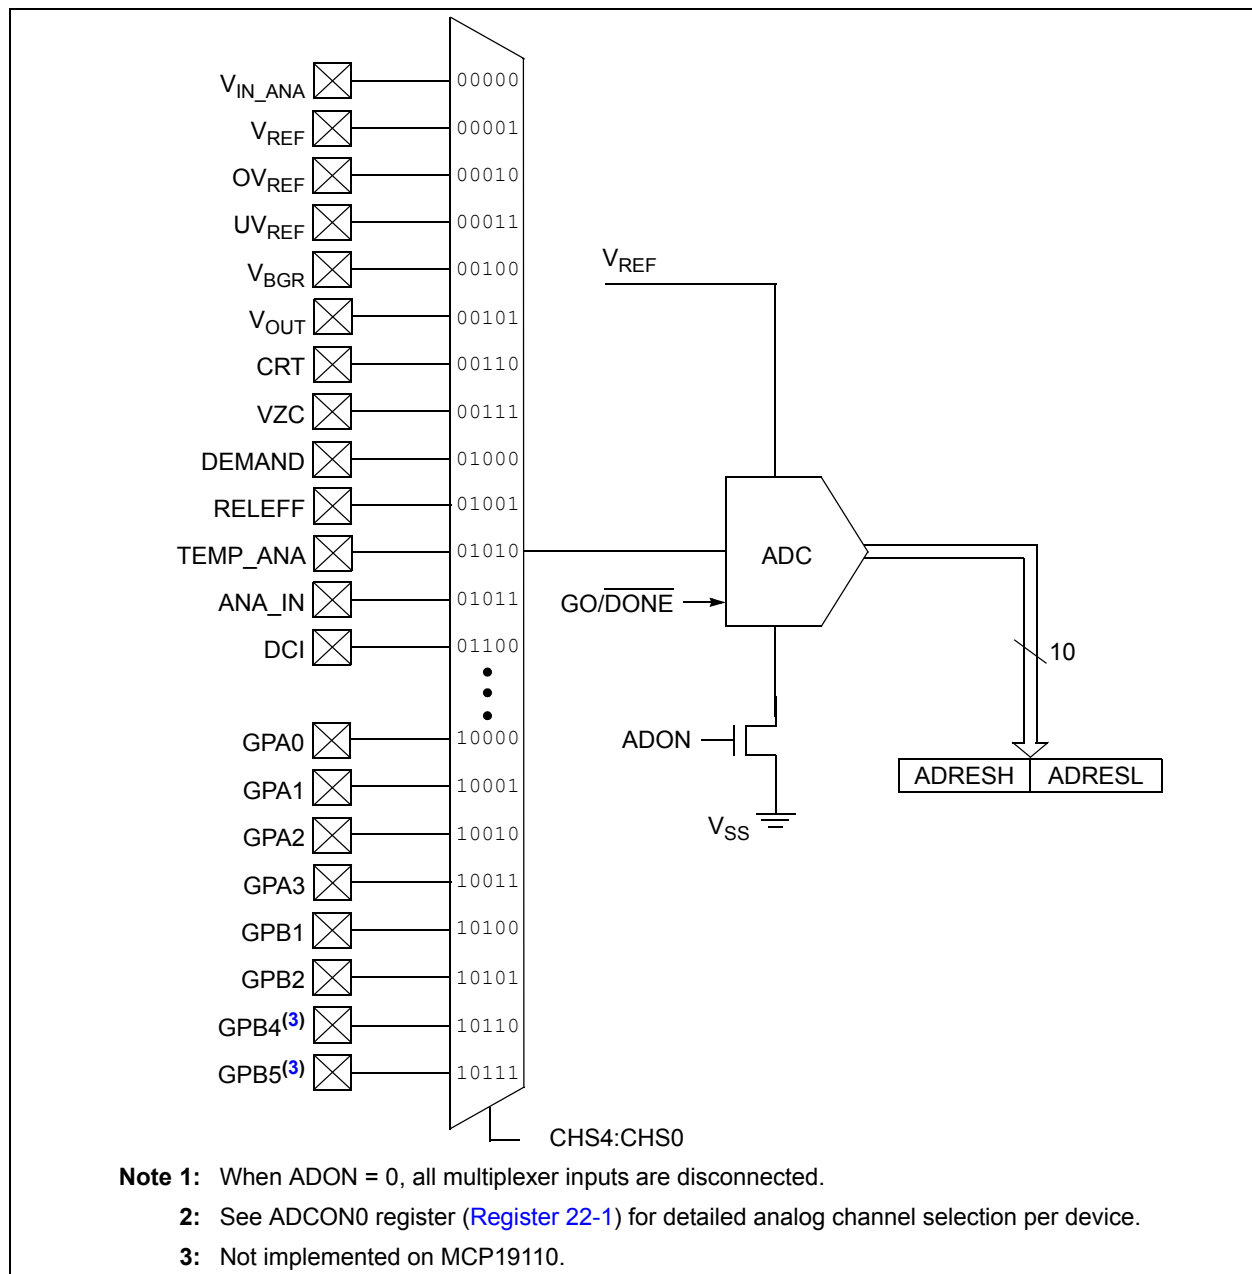 V_IN_ANA 00000
V_REF 00001
OV_REF 00010
UV_REF 00011
V_BGR 00100
V_OUT 00101
CRT 00110
VZC 00111
DEMAND 01000
RELEFF 01001
TEMP_ANA 01010
ANA_IN 01011
DCI 01100
GPA0 10000
GPA1 10001
GPA2 10010
GPA3 10011
GPB1 10100
GPB2 10101
GPB4(3) 10110
GPB5(3) 10111
CHS4:CHS0
V_REF
ADC
GO/D̅O̅N̅E̅
10
ADON
ADRESH ADRESL
V_SS
Note 1: When ADON = 0, all multiplexer inputs are disconnected.
2: See ADCON0 register (Register 22-1) for detailed analog channel selection per device.
3: Not implemented on MCP19110.